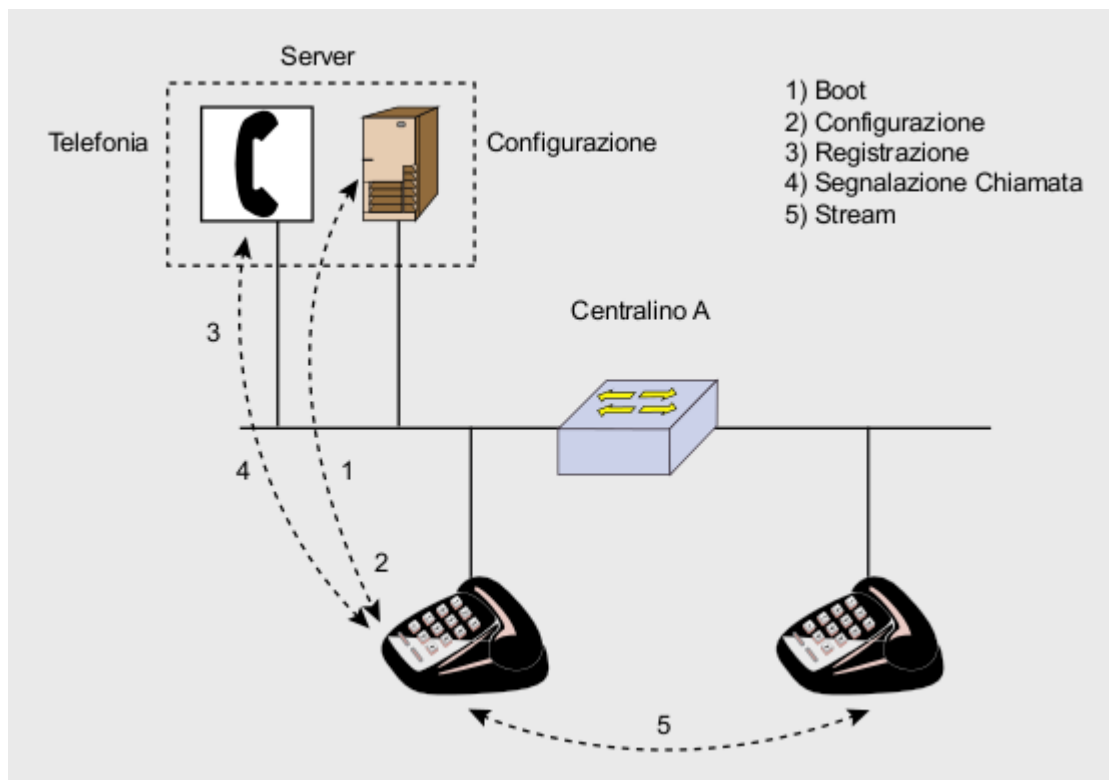 Server
Telefonia
Configurazione
1) Boot
2) Configurazione
3) Registrazione
4) Segnalazione Chiamata
5) Stream
Centralino A
3
4
1
2
5